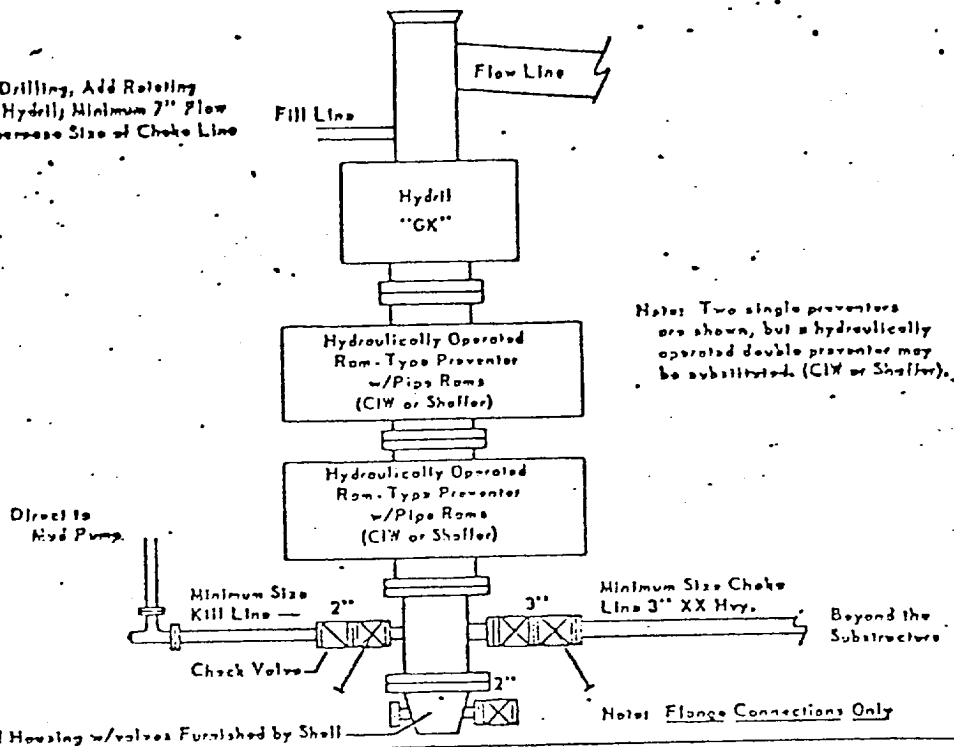 Drilling, Add Rotating
Hydril; Minimum 7" Flow
Increase Size of Choke Line
Flow Line
Fill Line
Hydril
"GK"
Hydraulically Operated
Ram-Type Preventer
w/Pipe Rams
(CIW or Shaffer)
Note: Two single preventers
are shown, but a hydraulically
operated double preventer may
be substituted. (CIW or Shaffer).
Hydraulically Operated
Ram-Type Preventer
w/Pipe Rams
(CIW or Shaffer)
Direct to
Mud Pump
Minimum Size
Kill Line
2"
3"
Minimum Size Choke
Line 3" XX Hvy.
Beyond the
Substructure
Check Valve
2"
Note: Flange Connections Only
Housing w/valves Furnished by Shell